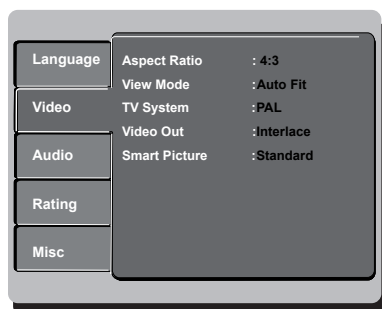 Language
Video
Audio
Rating
Misc
Aspect Ratio : 4:3
View Mode :Auto Fit
TV System :PAL
Video Out :Interlace
Smart Picture :Standard